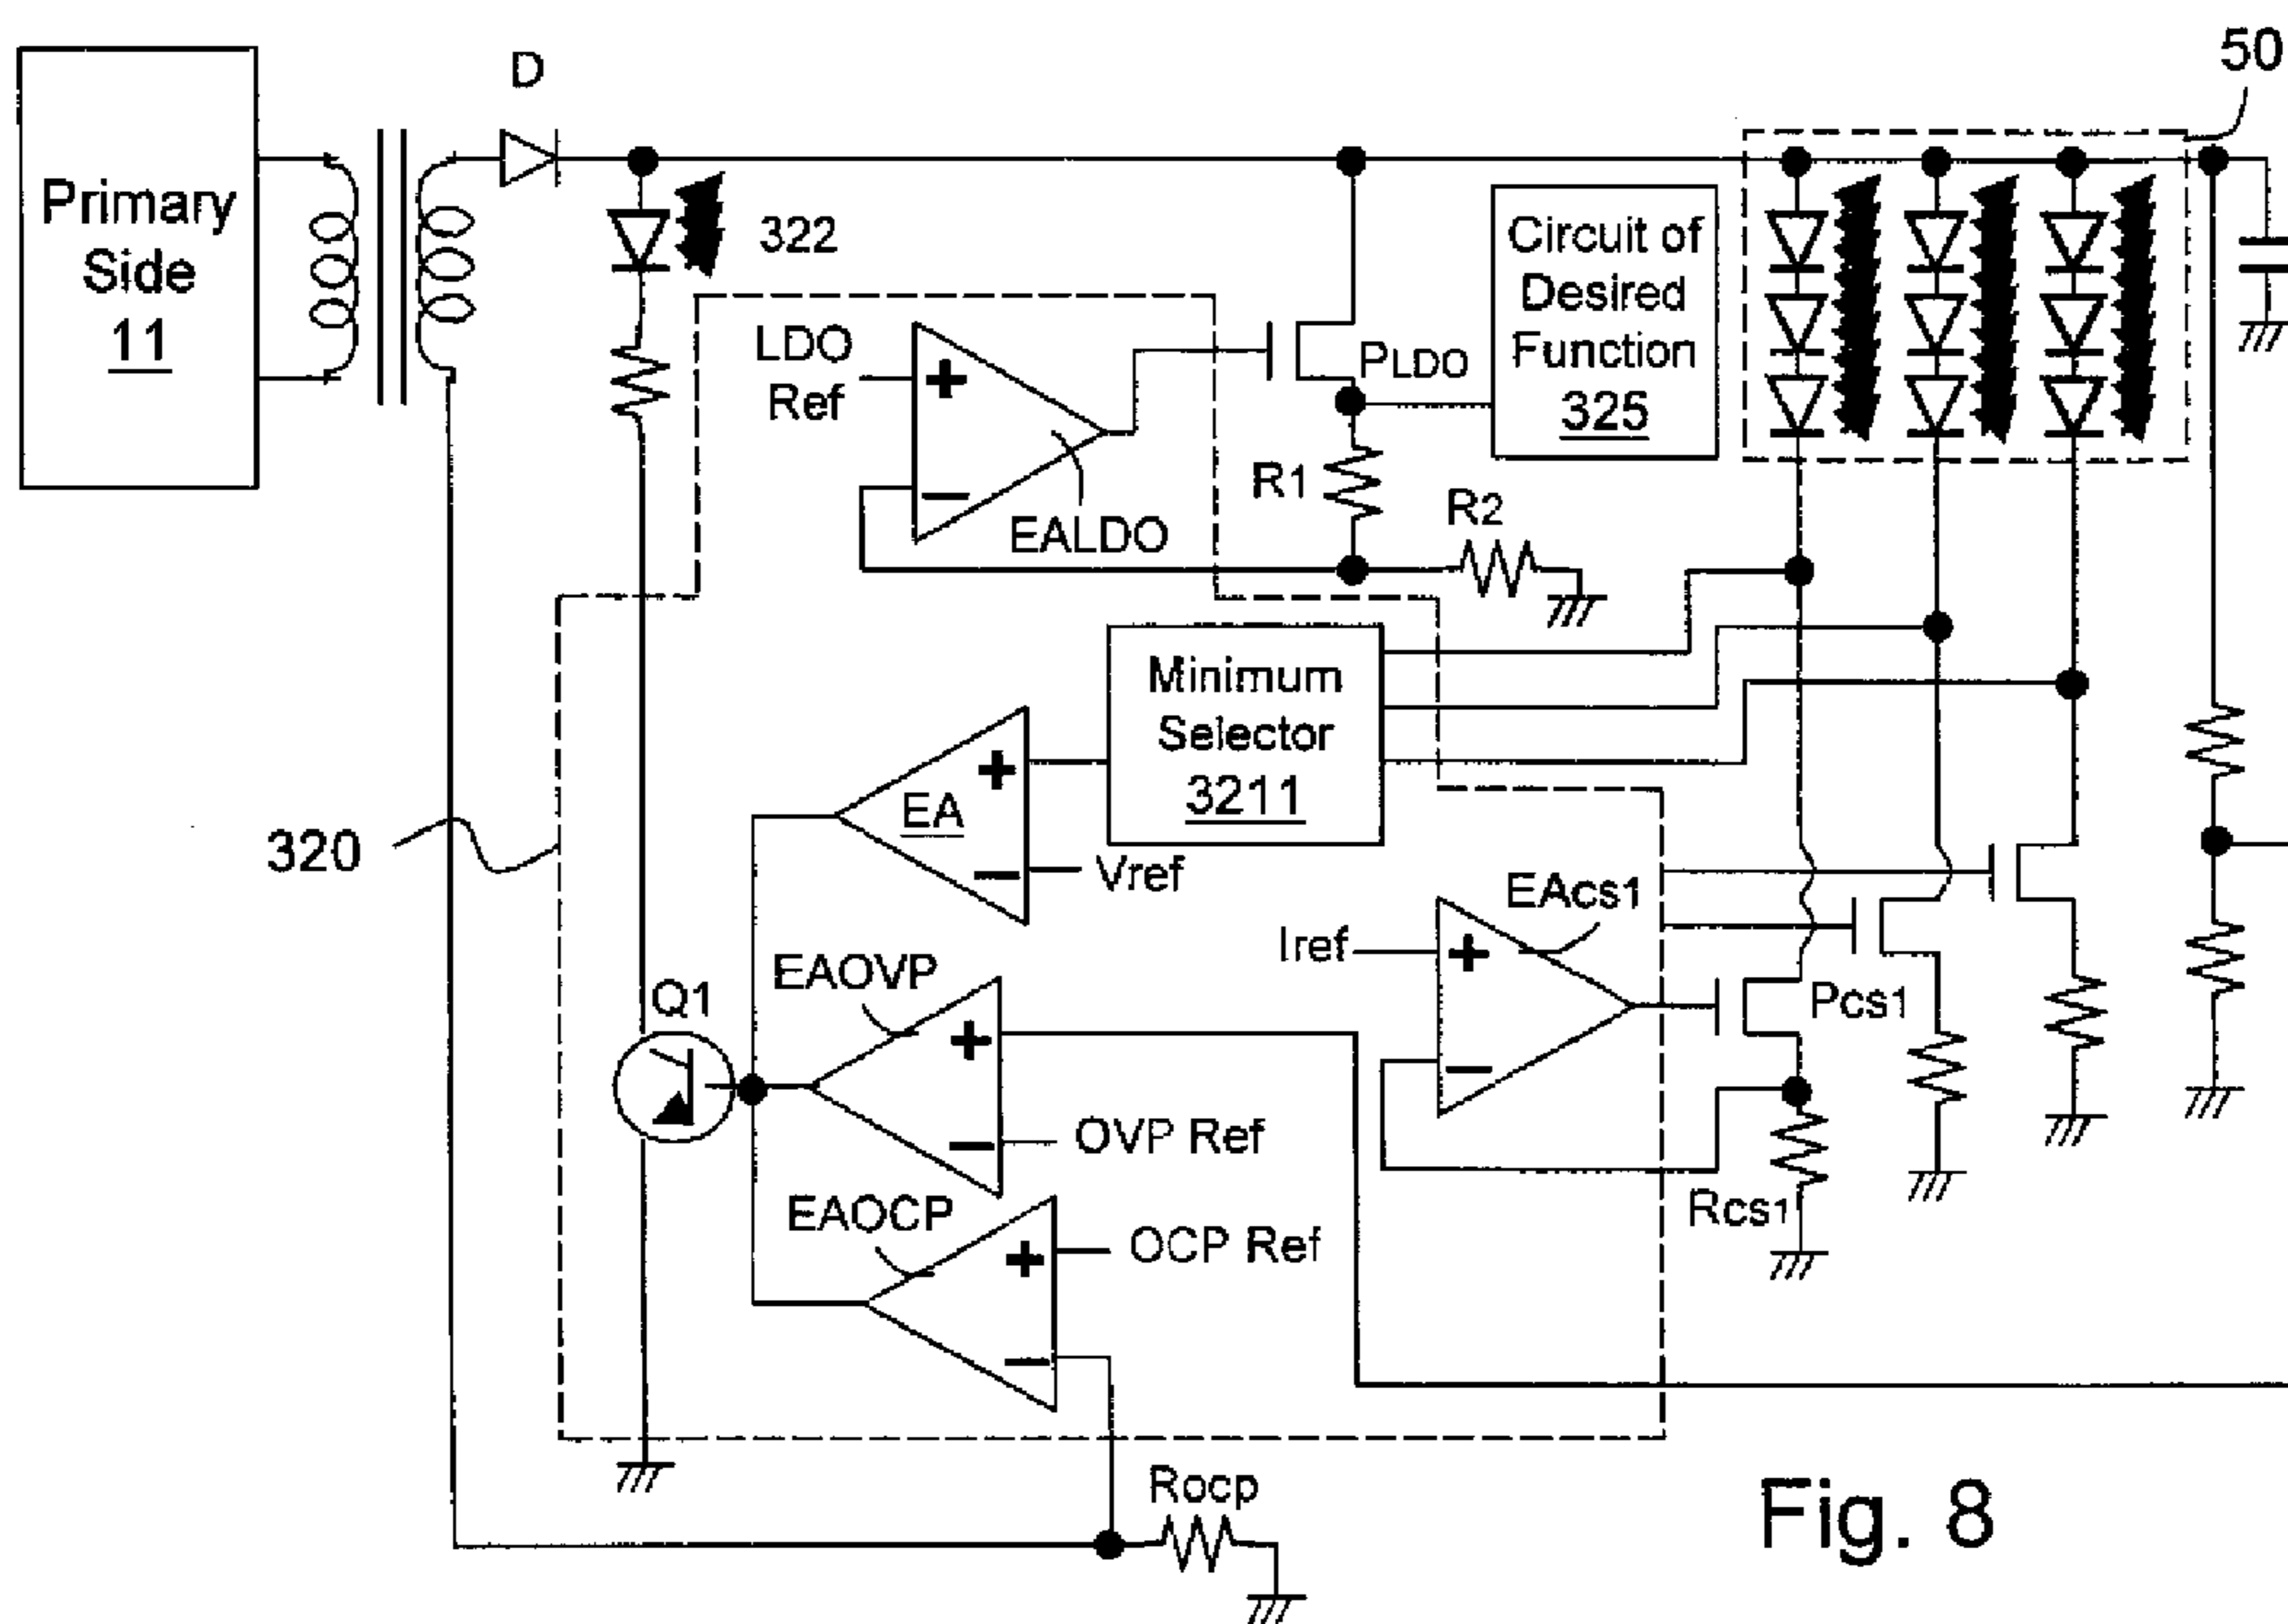 50
D
Primary
Side
11
322
LDO
Ref
+
−
EALDO
PLDO
Circuit of
Desired
Function
325
R1
R2
Minimum
Selector
3211
+
EA
−
Vref
320
EAcs1
Iref
+
−
Pcs1
Q1
EAOVP
+
−
OVP Ref
EAOCP
+
OCP Ref
−
Rcs1
Rocp
Fig. 8